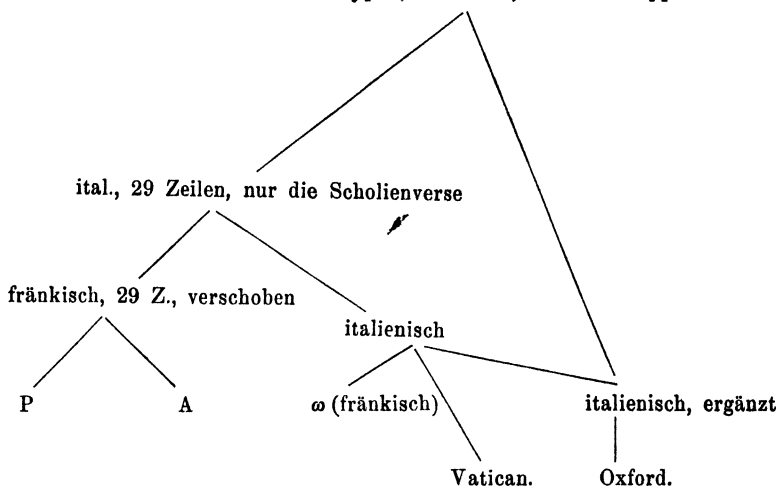 ital., 29 Zeilen, nur die Scholienverse
fränkisch, 29 Z., verschoben
italienisch
P A ω (fränkisch) italienisch, ergänzt
Vatican. Oxford.